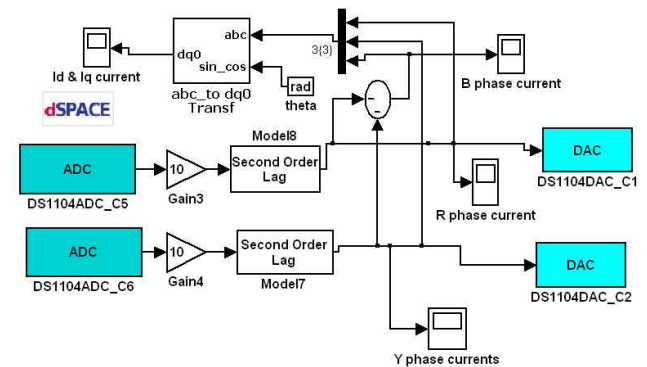 abc
3{3}
dq0
sin_cos
rad
Id & Iq current
abc_to dq0
Transf
theta
B phase current
dSPACE
Model8
ADC
10
Second Order
Lag
DAC
DS1104ADC_C5
Gain3
DS1104DAC_C1
R phase current
ADC
10
Second Order
Lag
DAC
DS1104ADC_C6
Gain4
Model7
DS1104DAC_C2
Y phase currents